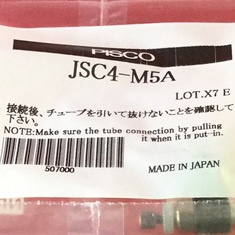 PISCO
JSC4-M5A
LOT.X7 E
接続後、チューブを引いて抜けないことを確認して
下さい。
NOTE:Make sure the tube connection by pulling
it when it is put-in.
507000
MADE IN JAPAN